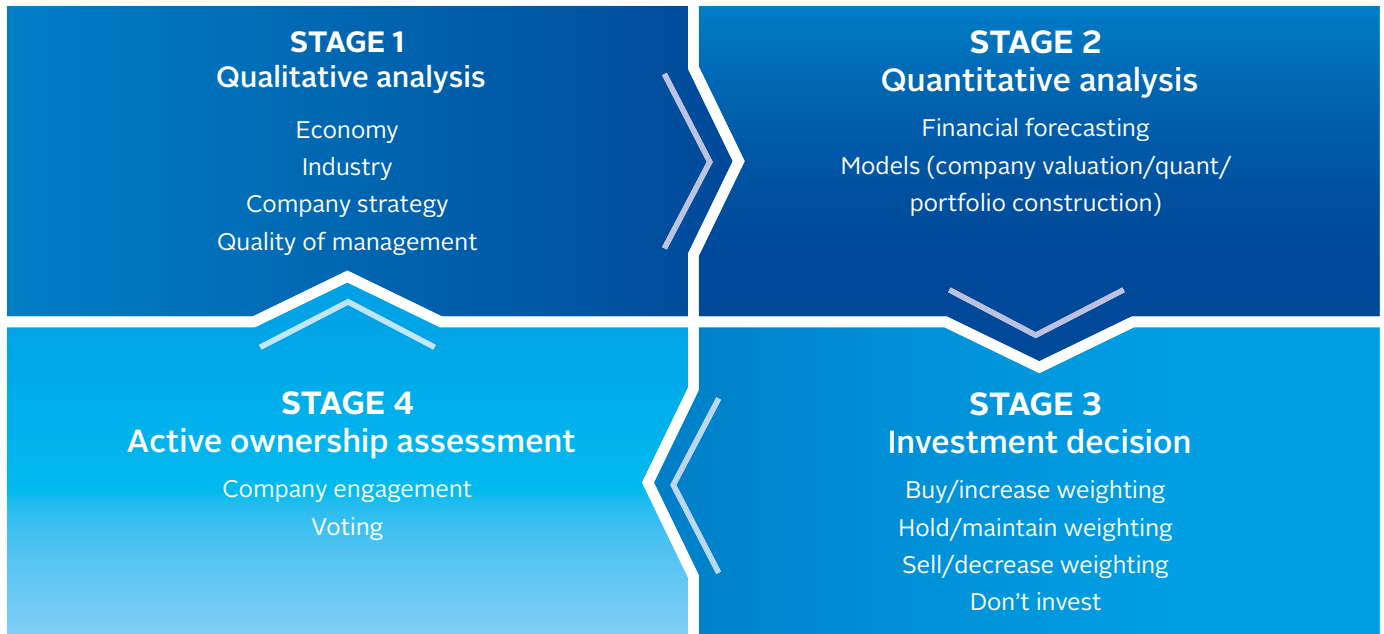 STAGE 1
Qualitative analysis
Economy
Industry
Company strategy
Quality of management
STAGE 2
Quantitative analysis
Financial forecasting
Models (company valuation/quant/
portfolio construction)
STAGE 3
Investment decision
Buy/increase weighting
Hold/maintain weighting
Sell/decrease weighting
Don’t invest
STAGE 4
Active ownership assessment
Company engagement
Voting